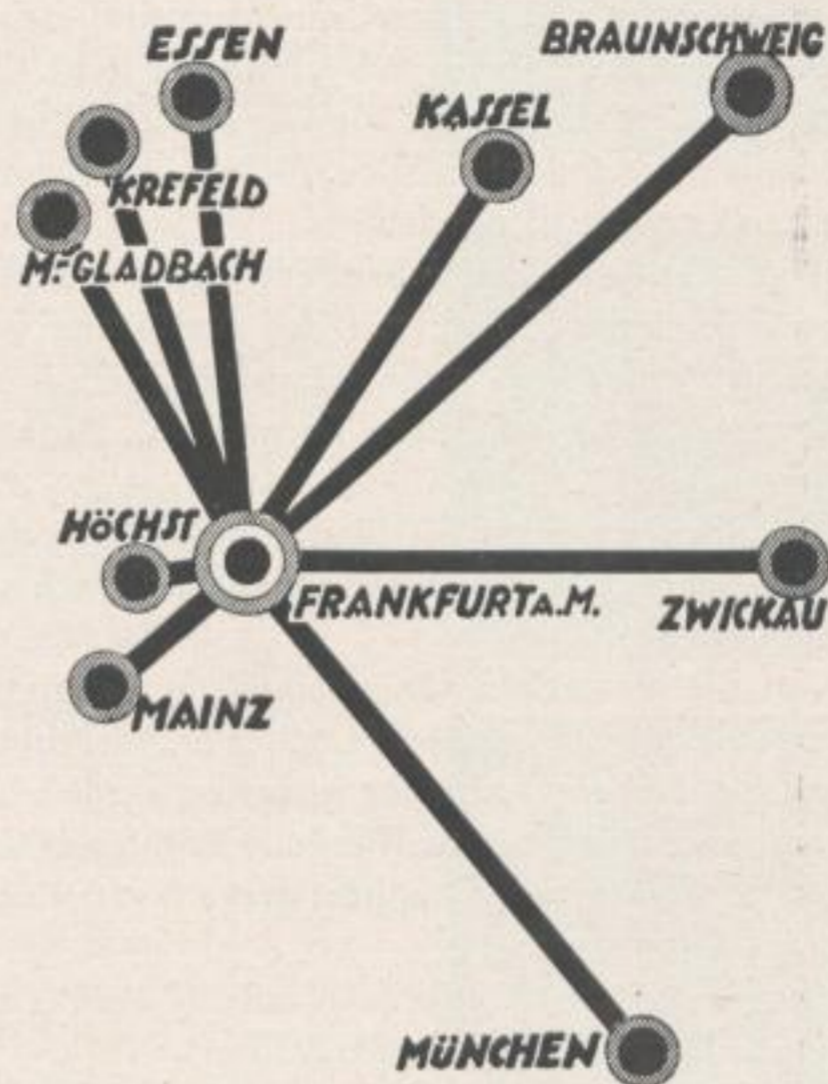 ESSEN
BRAUNSCHWEIG
KASSEL
KREFELD
M.-GLADBACH
HÖCHST
FRANKFURT A.M.
ZWICKAU
MAINZ
MÜNCHEN